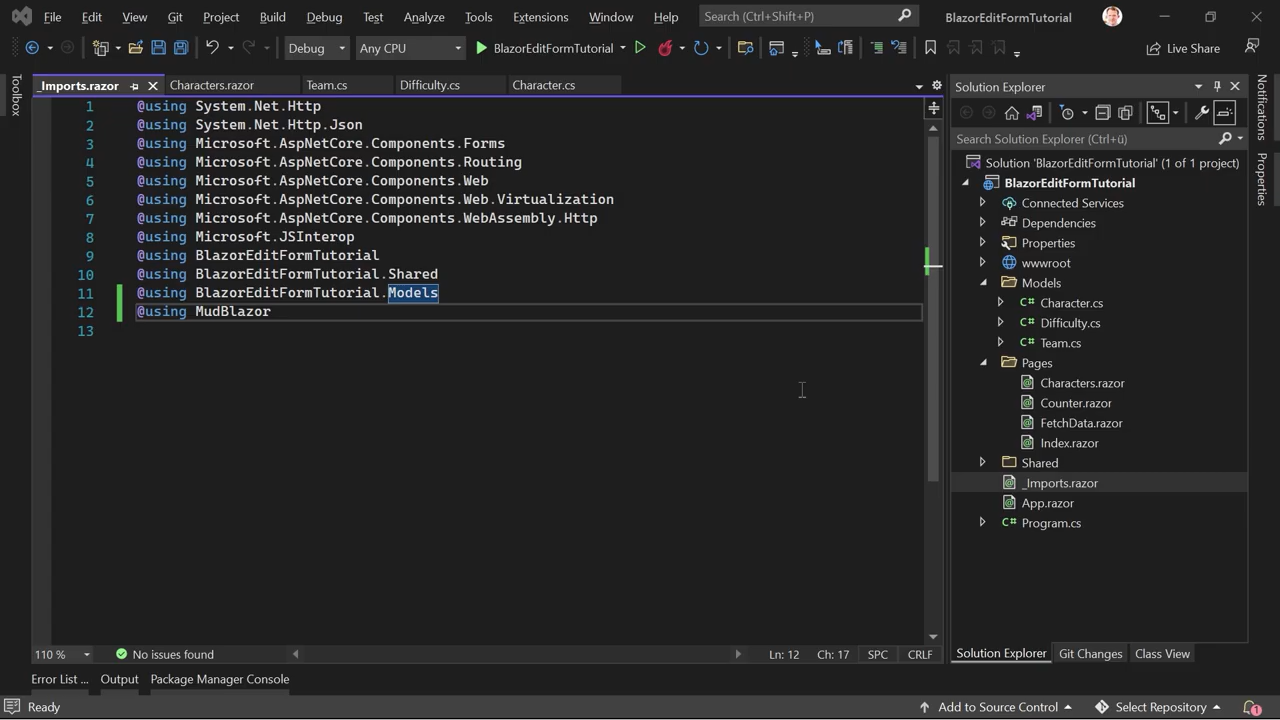 File Edit View Git Project Build Debug Test Analyze Tools Extensions Window Help Search (Ctrl+Shift+P) BlazorEditFormTutorial
Debug Any CPU BlazorEditFormTutorial Live Share
_Imports.razor Characters.razor Team.cs Difficulty.cs Character.cs
Toolbox
1 @using System.Net.Http
2 @using System.Net.Http.Json
3 @using Microsoft.AspNetCore.Components.Forms
4 @using Microsoft.AspNetCore.Components.Routing
5 @using Microsoft.AspNetCore.Components.Web
6 @using Microsoft.AspNetCore.Components.Web.Virtualization
7 @using Microsoft.AspNetCore.Components.WebAssembly.Http
8 @using Microsoft.JSInterop
9 @using BlazorEditFormTutorial
10 @using BlazorEditFormTutorial.Shared
11 @using BlazorEditFormTutorial.Models
12 @using MudBlazor
13
110 % No issues found Ln: 12 Ch: 17 SPC CRLF
Solution Explorer
Search Solution Explorer (Ctrl+ü)
Solution 'BlazorEditFormTutorial' (1 of 1 project)
BlazorEditFormTutorial
Connected Services
Dependencies
Properties
wwwroot
Models
Character.cs
Difficulty.cs
Team.cs
Pages
Characters.razor
Counter.razor
FetchData.razor
Index.razor
Shared
_Imports.razor
App.razor
Program.cs
Solution Explorer Git Changes Class View
Notifications
Properties
Error List ... Output Package Manager Console
Ready Add to Source Control Select Repository 1